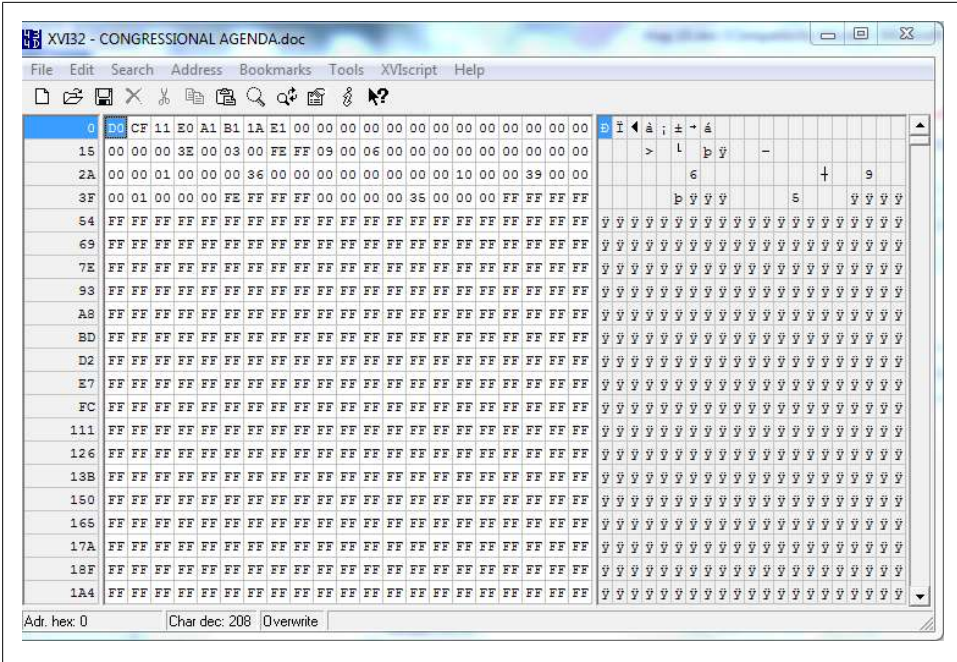 XVI32 - CONGRESSIONAL AGENDA.doc
File Edit Search Address Bookmarks Tools XVIscript Help
0 D0 CF 11 E0 A1 B1 1A E1 00 00 00 00 00 00 00 00 00 00 00 00 00 Ð Ï ◄ à ¡ ± → á
15 00 00 00 3E 00 03 00 FE FF 09 00 06 00 00 00 00 00 00 00 00 00 > └ þ ÿ –
2A 00 00 01 00 00 00 36 00 00 00 00 00 00 00 00 10 00 00 39 00 00 6 ┼ 9
3F 00 01 00 00 00 FE FF FF FF 00 00 00 00 35 00 00 00 FF FF FF FF þ ÿ ÿ ÿ 5 ÿ ÿ ÿ ÿ
54 FF FF FF FF FF FF FF FF FF FF FF FF FF FF FF FF FF FF FF FF FF ÿ ÿ ÿ ÿ ÿ ÿ ÿ ÿ ÿ ÿ ÿ ÿ ÿ ÿ ÿ ÿ ÿ ÿ ÿ ÿ ÿ
69 FF FF FF FF FF FF FF FF FF FF FF FF FF FF FF FF FF FF FF FF FF ÿ ÿ ÿ ÿ ÿ ÿ ÿ ÿ ÿ ÿ ÿ ÿ ÿ ÿ ÿ ÿ ÿ ÿ ÿ ÿ ÿ
7E FF FF FF FF FF FF FF FF FF FF FF FF FF FF FF FF FF FF FF FF FF ÿ ÿ ÿ ÿ ÿ ÿ ÿ ÿ ÿ ÿ ÿ ÿ ÿ ÿ ÿ ÿ ÿ ÿ ÿ ÿ ÿ
93 FF FF FF FF FF FF FF FF FF FF FF FF FF FF FF FF FF FF FF FF FF ÿ ÿ ÿ ÿ ÿ ÿ ÿ ÿ ÿ ÿ ÿ ÿ ÿ ÿ ÿ ÿ ÿ ÿ ÿ ÿ ÿ
A8 FF FF FF FF FF FF FF FF FF FF FF FF FF FF FF FF FF FF FF FF FF ÿ ÿ ÿ ÿ ÿ ÿ ÿ ÿ ÿ ÿ ÿ ÿ ÿ ÿ ÿ ÿ ÿ ÿ ÿ ÿ ÿ
BD FF FF FF FF FF FF FF FF FF FF FF FF FF FF FF FF FF FF FF FF FF ÿ ÿ ÿ ÿ ÿ ÿ ÿ ÿ ÿ ÿ ÿ ÿ ÿ ÿ ÿ ÿ ÿ ÿ ÿ ÿ ÿ
D2 FF FF FF FF FF FF FF FF FF FF FF FF FF FF FF FF FF FF FF FF FF ÿ ÿ ÿ ÿ ÿ ÿ ÿ ÿ ÿ ÿ ÿ ÿ ÿ ÿ ÿ ÿ ÿ ÿ ÿ ÿ ÿ
E7 FF FF FF FF FF FF FF FF FF FF FF FF FF FF FF FF FF FF FF FF FF ÿ ÿ ÿ ÿ ÿ ÿ ÿ ÿ ÿ ÿ ÿ ÿ ÿ ÿ ÿ ÿ ÿ ÿ ÿ ÿ ÿ
FC FF FF FF FF FF FF FF FF FF FF FF FF FF FF FF FF FF FF FF FF FF ÿ ÿ ÿ ÿ ÿ ÿ ÿ ÿ ÿ ÿ ÿ ÿ ÿ ÿ ÿ ÿ ÿ ÿ ÿ ÿ ÿ
111 FF FF FF FF FF FF FF FF FF FF FF FF FF FF FF FF FF FF FF FF FF ÿ ÿ ÿ ÿ ÿ ÿ ÿ ÿ ÿ ÿ ÿ ÿ ÿ ÿ ÿ ÿ ÿ ÿ ÿ ÿ ÿ
126 FF FF FF FF FF FF FF FF FF FF FF FF FF FF FF FF FF FF FF FF FF ÿ ÿ ÿ ÿ ÿ ÿ ÿ ÿ ÿ ÿ ÿ ÿ ÿ ÿ ÿ ÿ ÿ ÿ ÿ ÿ ÿ
13B FF FF FF FF FF FF FF FF FF FF FF FF FF FF FF FF FF FF FF FF FF ÿ ÿ ÿ ÿ ÿ ÿ ÿ ÿ ÿ ÿ ÿ ÿ ÿ ÿ ÿ ÿ ÿ ÿ ÿ ÿ ÿ
150 FF FF FF FF FF FF FF FF FF FF FF FF FF FF FF FF FF FF FF FF FF ÿ ÿ ÿ ÿ ÿ ÿ ÿ ÿ ÿ ÿ ÿ ÿ ÿ ÿ ÿ ÿ ÿ ÿ ÿ ÿ ÿ
165 FF FF FF FF FF FF FF FF FF FF FF FF FF FF FF FF FF FF FF FF FF ÿ ÿ ÿ ÿ ÿ ÿ ÿ ÿ ÿ ÿ ÿ ÿ ÿ ÿ ÿ ÿ ÿ ÿ ÿ ÿ ÿ
17A FF FF FF FF FF FF FF FF FF FF FF FF FF FF FF FF FF FF FF FF FF ÿ ÿ ÿ ÿ ÿ ÿ ÿ ÿ ÿ ÿ ÿ ÿ ÿ ÿ ÿ ÿ ÿ ÿ ÿ ÿ ÿ
18F FF FF FF FF FF FF FF FF FF FF FF FF FF FF FF FF FF FF FF FF FF ÿ ÿ ÿ ÿ ÿ ÿ ÿ ÿ ÿ ÿ ÿ ÿ ÿ ÿ ÿ ÿ ÿ ÿ ÿ ÿ ÿ
1A4 FF FF FF FF FF FF FF FF FF FF FF FF FF FF FF FF FF FF FF FF FF ÿ ÿ ÿ ÿ ÿ ÿ ÿ ÿ ÿ ÿ ÿ ÿ ÿ ÿ ÿ ÿ ÿ ÿ ÿ ÿ ÿ
Adr. hex: 0 Char dec: 208 Overwrite